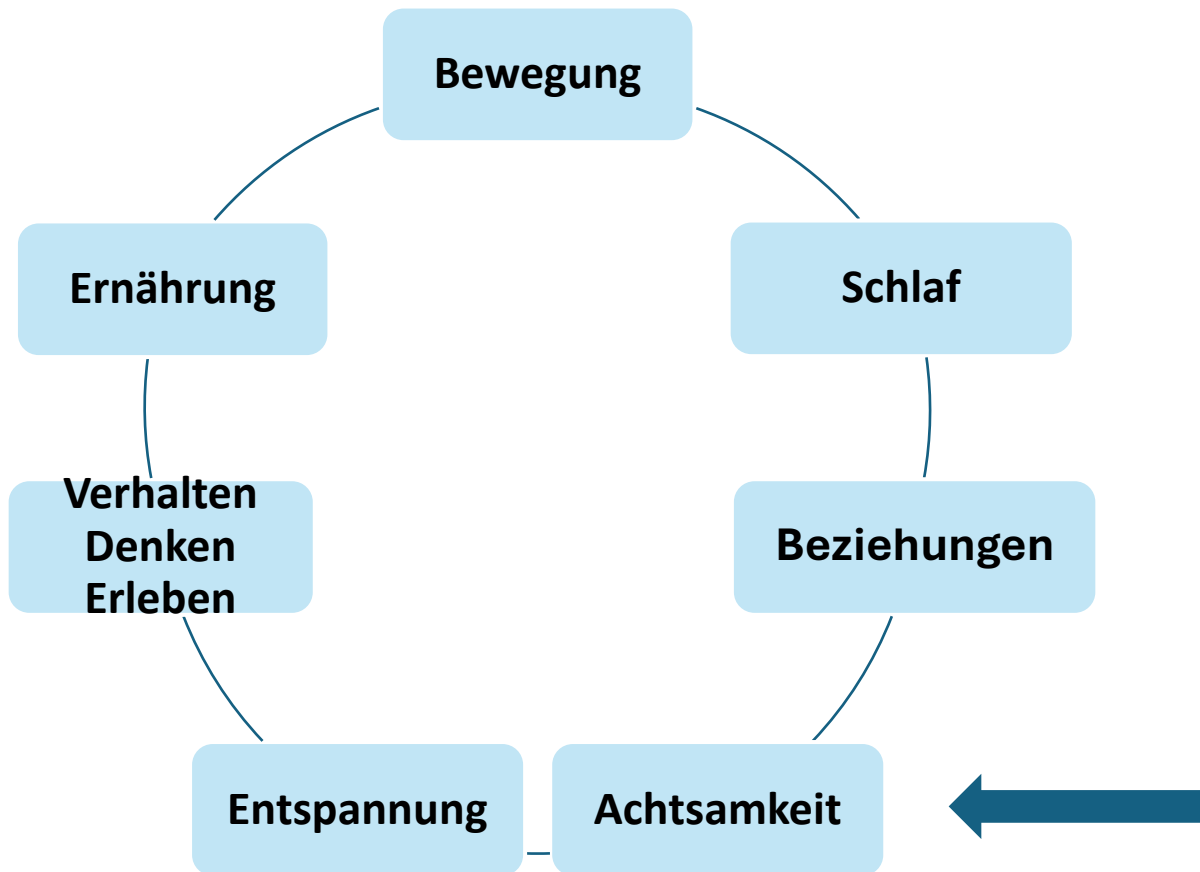 Bewegung
Ernährung
Schlaf
Verhalten
Denken
Erleben
Beziehungen
Entspannung
Achtsamkeit